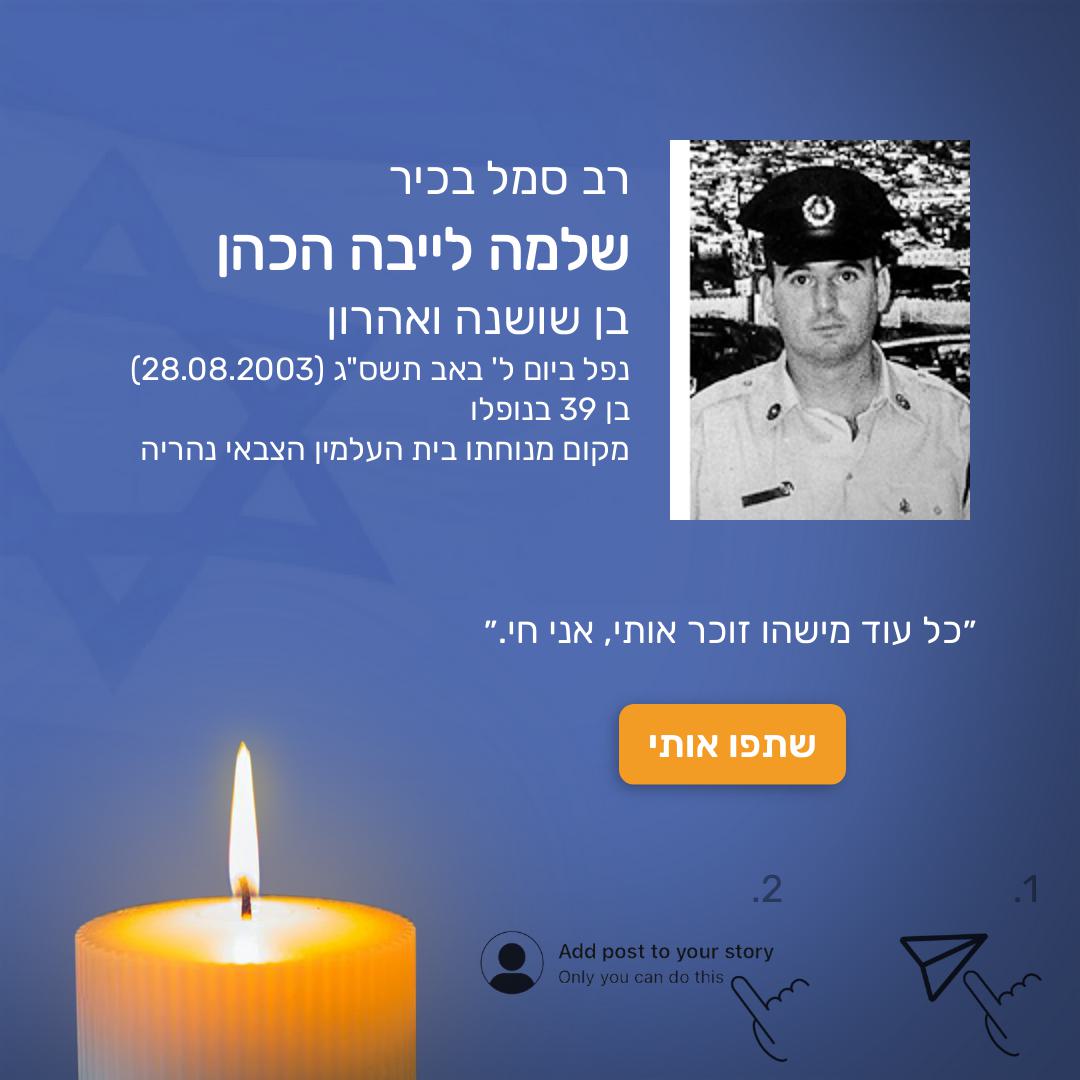 רב סמל בכיר
שלמה לייבה הכהן
בן שושנה ואהרון
נפל ביום ל' באב תשס"ג (28.08.2003)
בן 39 בנופלו
מקום מנוחתו בית העלמין הצבאי נהריה
״כל עוד מישהו זוכר אותי, אני חי.״
שתפו אותי
1.
2.
Add post to your story
Only you can do this